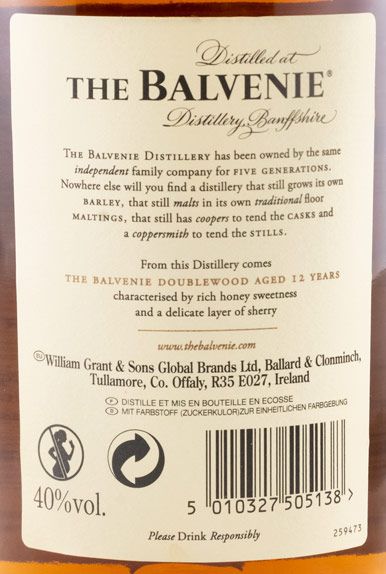 Distilled at
THE BALVENIE®
Distillery, Banffshire
THE BALVENIE DISTILLERY has been owned by the same
independent family company for FIVE GENERATIONS.
Nowhere else will you find a distillery that still grows its own
BARLEY, that still malts in its own traditional floor
MALTINGS, that still has coopers to tend the CASKS and
a coppersmith to tend the STILLS.
From this Distillery comes
THE BALVENIE DOUBLEWOOD AGED 12 YEARS
characterised by rich honey sweetness
and a delicate layer of sherry
www.thebalvenie.com
EU William Grant & Sons Global Brands Ltd, Ballard & Clonminch,
Tullamore, Co. Offaly, R35 E027, Ireland
F DISTILLE ET MIS EN BOUTEILLE EN ECOSSE
D MIT FARBSTOFF (ZUCKERKULOR) ZUR EINHEITLICHEN FARBGEBUNG
40%vol.
5 010327 505138 >
Please Drink Responsibly
259473